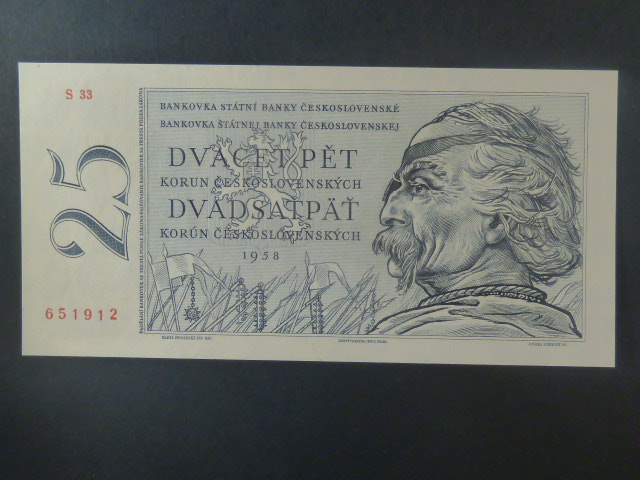 S 33
25
651912
BANKOVKA STÁTNÍ BANKY ČESKOSLOVENSKÉ
BANKOVKA ŠTÁTNEJ BANKY ČESKOSLOVENSKEJ
DVACET PĚT
KORUN ČESKOSLOVENSKÝCH
DVADSAŤPÄŤ
KORÚN ČESKOSLOVENSKÝCH
1958